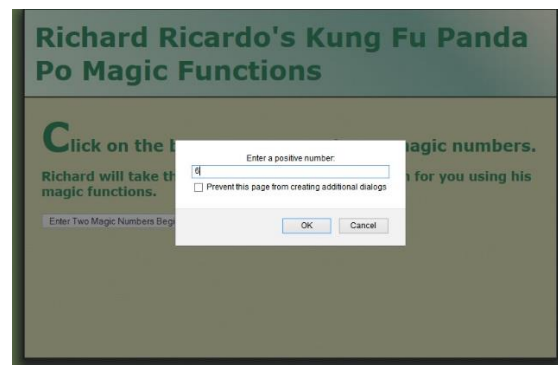 Richard Ricardo's Kung Fu Panda
Po Magic Functions
Click on the agic numbers.
Richard will take th n for you using his
magic functions.
Enter Two Magic Numbers Begi
Enter a positive number:
6
Prevent this page from creating additional dialogs
OK Cancel